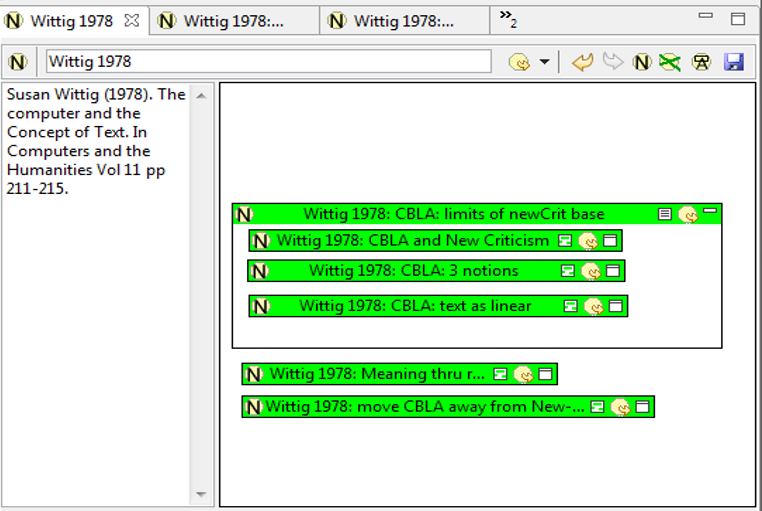 Wittig 1978 Wittig 1978:... Wittig 1978:... »2
Wittig 1978
Susan Wittig (1978). The
computer and the
Concept of Text. In
Computers and the
Humanities Vol 11 pp
211-215.
Wittig 1978: CBLA: limits of newCrit base
Wittig 1978: CBLA and New Criticism
Wittig 1978: CBLA: 3 notions
Wittig 1978: CBLA: text as linear
Wittig 1978: Meaning thru r...
Wittig 1978: move CBLA away from New-...